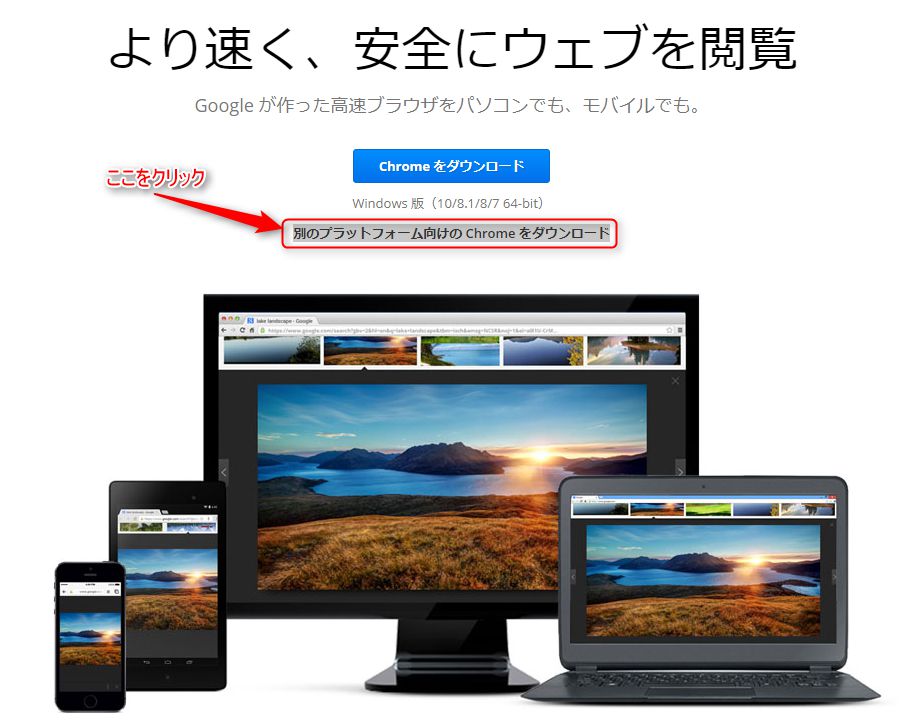 より速く、安全にウェブを閲覧
Google が作った高速ブラウザをパソコンでも、モバイルでも。
Chrome をダウンロード
ここをクリック
Windows 版（10/8.1/8/7 64-bit）
別のプラットフォーム向けの Chrome をダウンロード
lake landscape - Google